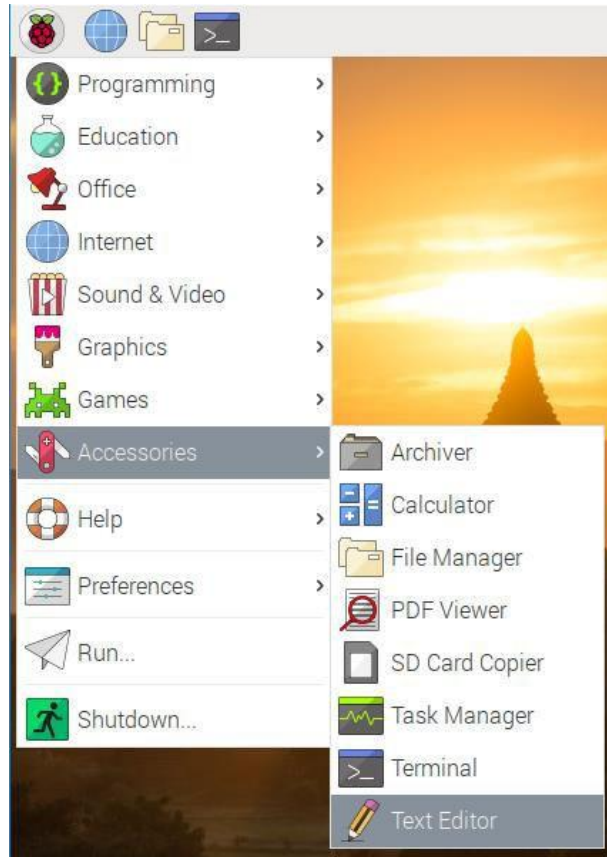 Programming
Education
Office
Internet
Sound & Video
Graphics
Games
Accessories
Help
Preferences
Run...
Shutdown...
Archiver
Calculator
File Manager
PDF Viewer
SD Card Copier
Task Manager
Terminal
Text Editor